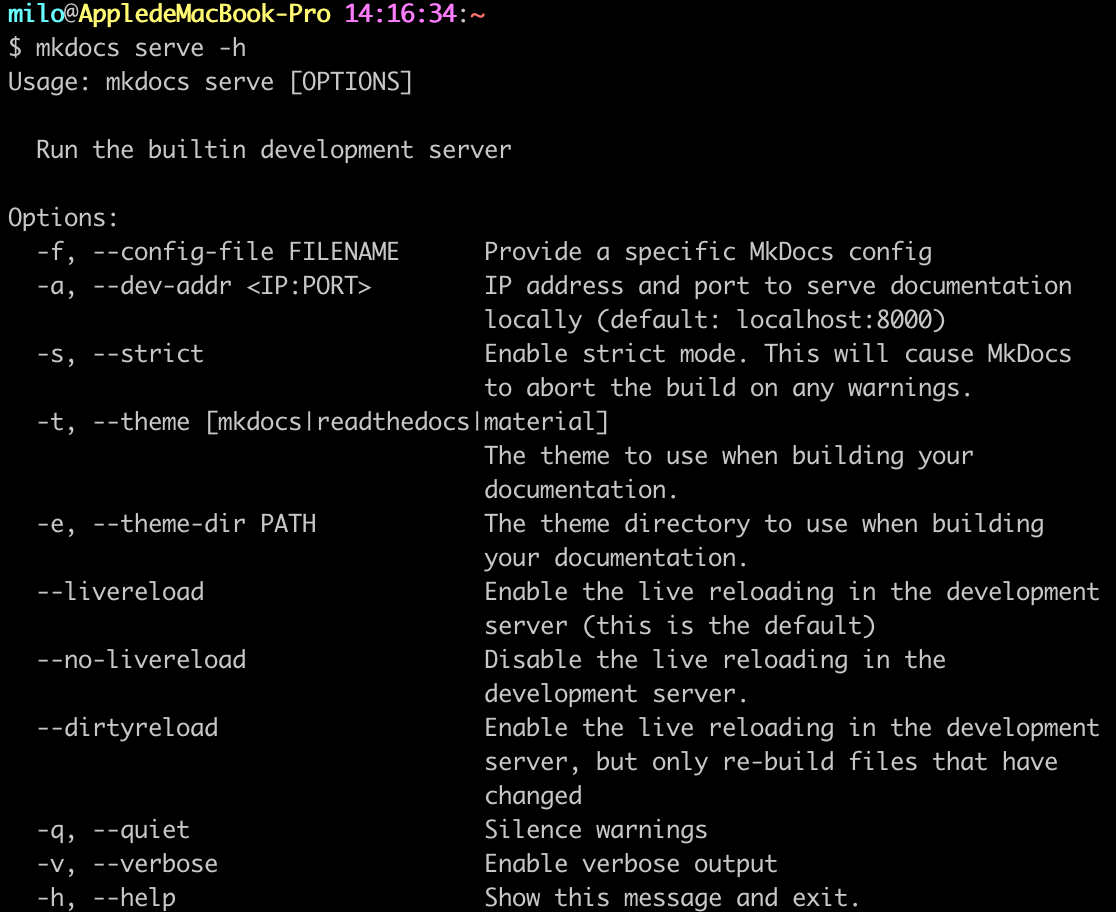 milo@AppledeMacBook-Pro 14:16:34:~
$ mkdocs serve -h
Usage: mkdocs serve [OPTIONS]

  Run the builtin development server

Options:
  -f, --config-file FILENAME      Provide a specific MkDocs config
  -a, --dev-addr <IP:PORT>        IP address and port to serve documentation
                                  locally (default: localhost:8000)
  -s, --strict                    Enable strict mode. This will cause MkDocs
                                  to abort the build on any warnings.
  -t, --theme [mkdocs|readthedocs|material]
                                  The theme to use when building your
                                  documentation.
  -e, --theme-dir PATH            The theme directory to use when building
                                  your documentation.
  --livereload                    Enable the live reloading in the development
                                  server (this is the default)
  --no-livereload                 Disable the live reloading in the
                                  development server.
  --dirtyreload                   Enable the live reloading in the development
                                  server, but only re-build files that have
                                  changed
  -q, --quiet                     Silence warnings
  -v, --verbose                   Enable verbose output
  -h, --help                      Show this message and exit.